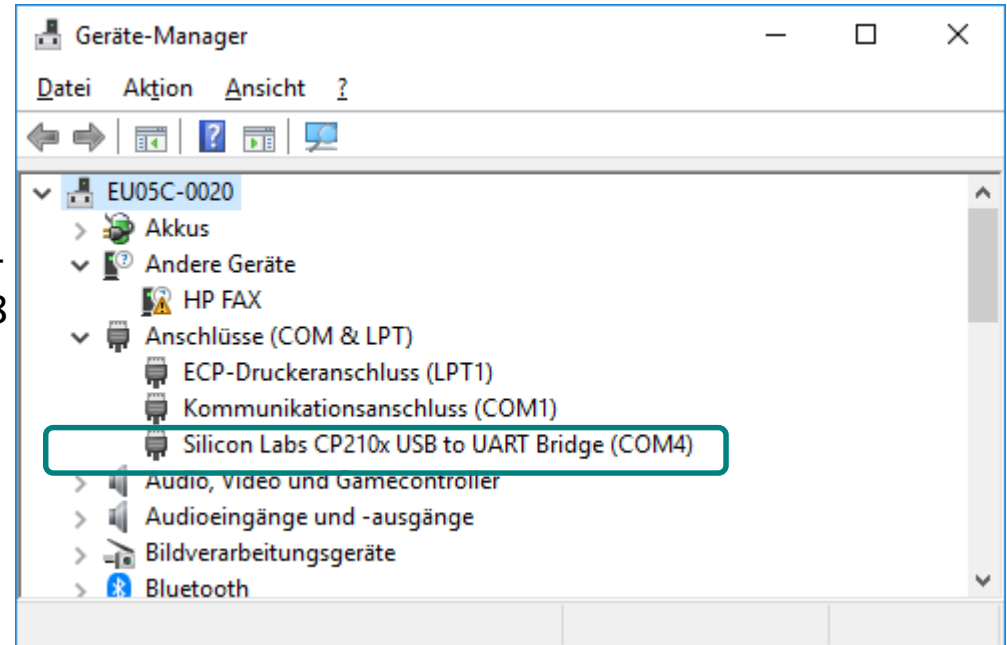 Geräte-Manager
Datei Aktion Ansicht ?
EU05C-0020
Akkus
Andere Geräte
HP FAX
Anschlüsse (COM & LPT)
ECP-Druckeranschluss (LPT1)
Kommunikationsanschluss (COM1)
Silicon Labs CP210x USB to UART Bridge (COM4)
Audio, Video und Gamecontroller
Audioeingänge und -ausgänge
Bildverarbeitungsgeräte
Bluetooth